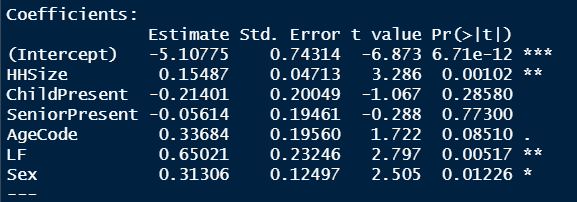 Coefficients:
Estimate Std. Error t value Pr(>|t|)
(Intercept) -5.10775 0.74314 -6.873 6.71e-12 ***
HHSize 0.15487 0.04713 3.286 0.00102 **
ChildPresent -0.21401 0.20049 -1.067 0.28580
SeniorPresent -0.05614 0.19461 -0.288 0.77300
AgeCode 0.33684 0.19560 1.722 0.08510 .
LF 0.65021 0.23246 2.797 0.00517 **
Sex 0.31306 0.12497 2.505 0.01226 *
---